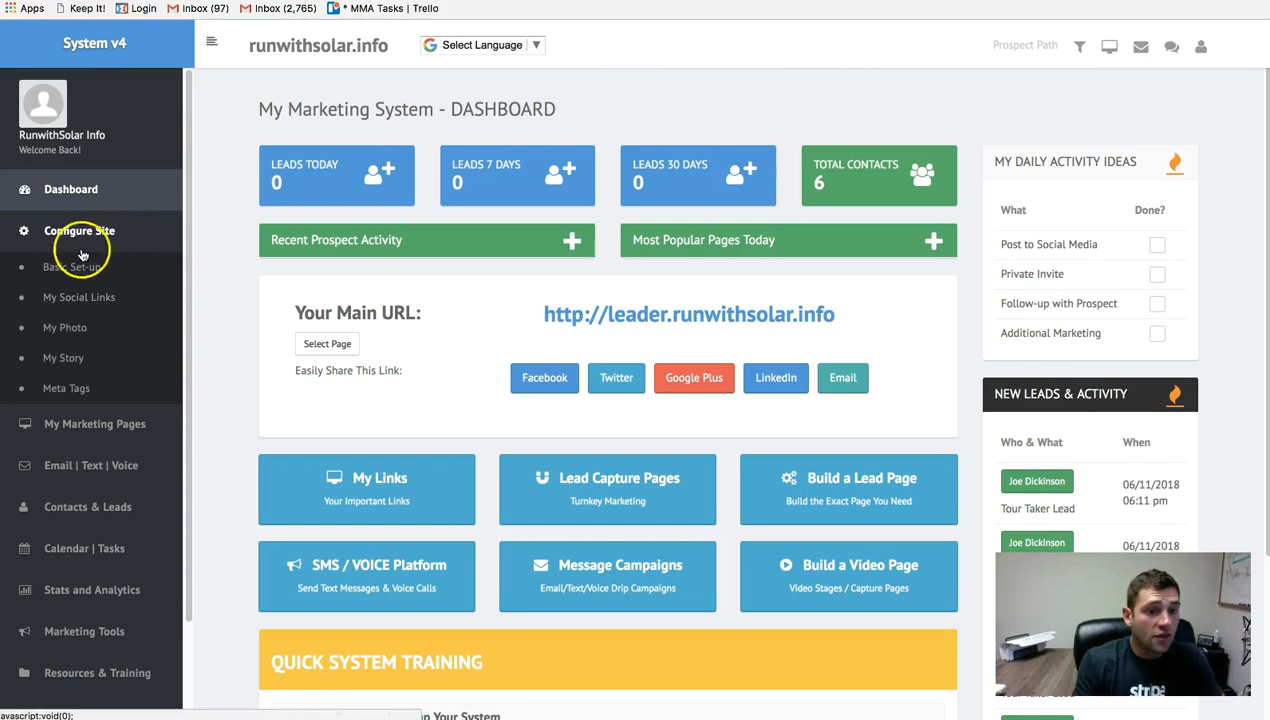 Apps Keep It! Login Inbox (97) Inbox (2,765) * MMA Tasks | Trello
System v4
runwithsolar.info
Select Language
Prospect Path
RunwithSolar Info
Welcome Back!
Dashboard
Configure Site
Basic Set-up
My Social Links
My Photo
My Story
Meta Tags
My Marketing Pages
Email | Text | Voice
Contacts & Leads
Calendar | Tasks
Stats and Analytics
Marketing Tools
Resources & Training
My Marketing System - DASHBOARD
LEADS TODAY
0
LEADS 7 DAYS
0
LEADS 30 DAYS
0
TOTAL CONTACTS
6
Recent Prospect Activity
Most Popular Pages Today
Your Main URL:
http://leader.runwithsolar.info
Select Page
Easily Share This Link:
Facebook
Twitter
Google Plus
LinkedIn
Email
My Links
Your Important Links
Lead Capture Pages
Turnkey Marketing
Build a Lead Page
Build the Exact Page You Need
SMS / VOICE Platform
Send Text Messages & Voice Calls
Message Campaigns
Email/Text/Voice Drip Campaigns
Build a Video Page
Video Stages / Capture Pages
QUICK SYSTEM TRAINING
Your System
MY DAILY ACTIVITY IDEAS
What Done?
Post to Social Media
Private Invite
Follow-up with Prospect
Additional Marketing
NEW LEADS & ACTIVITY
Who & What When
Joe Dickinson
06/11/2018
06:11 pm
Tour Taker Lead
Joe Dickinson
06/11/2018
stripe
avascript:void(0);